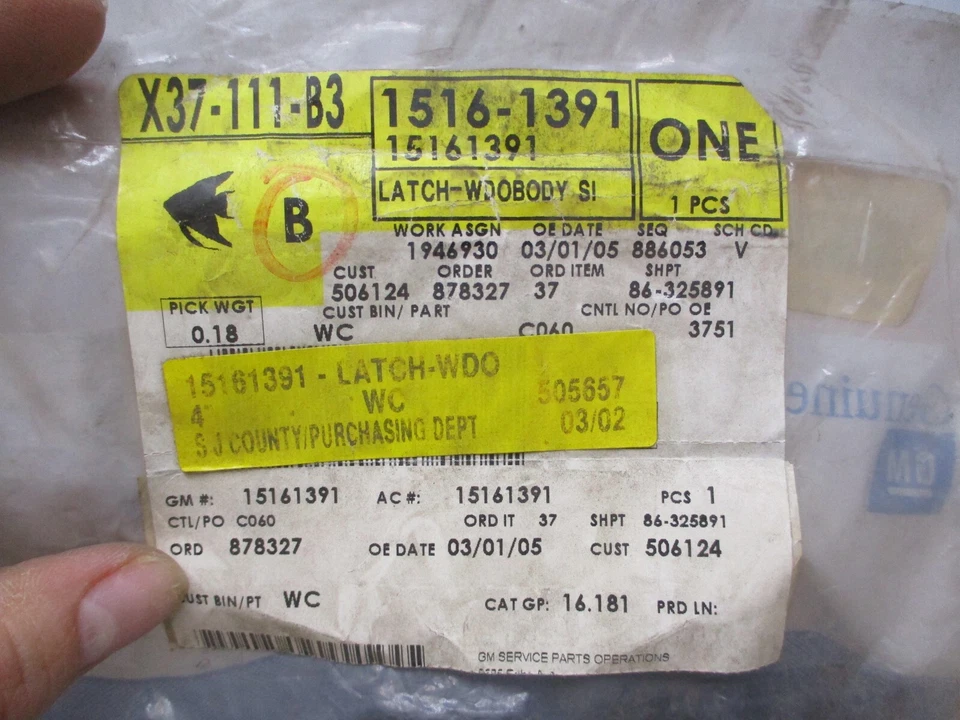 X37-111-B3
1516-1391
15161391
ONE
LATCH-WDOBODY SI
1 PCS
B
WORK ASGN OE DATE SEQ SCH CD
1946930 03/01/05 886053 V
CUST ORDER ORD ITEM SHPT
506124 878327 37 86-325891
PICK WGT
0.18
CUST BIN/ PART CNTL NO/PO OE
WC C060 3751
15161391 - LATCH-WDO
4 WC 505657
S J COUNTY/PURCHASING DEPT 03/02
GM #: 15161391 AC #: 15161391 PCS 1
CTL/PO C060 ORD IT 37 SHPT 86-325891
ORD 878327 OE DATE 03/01/05 CUST 506124
CUST BIN/PT WC CAT GP: 16.181 PRD LN:
GM SERVICE PARTS OPERATIONS
Genuine
GM